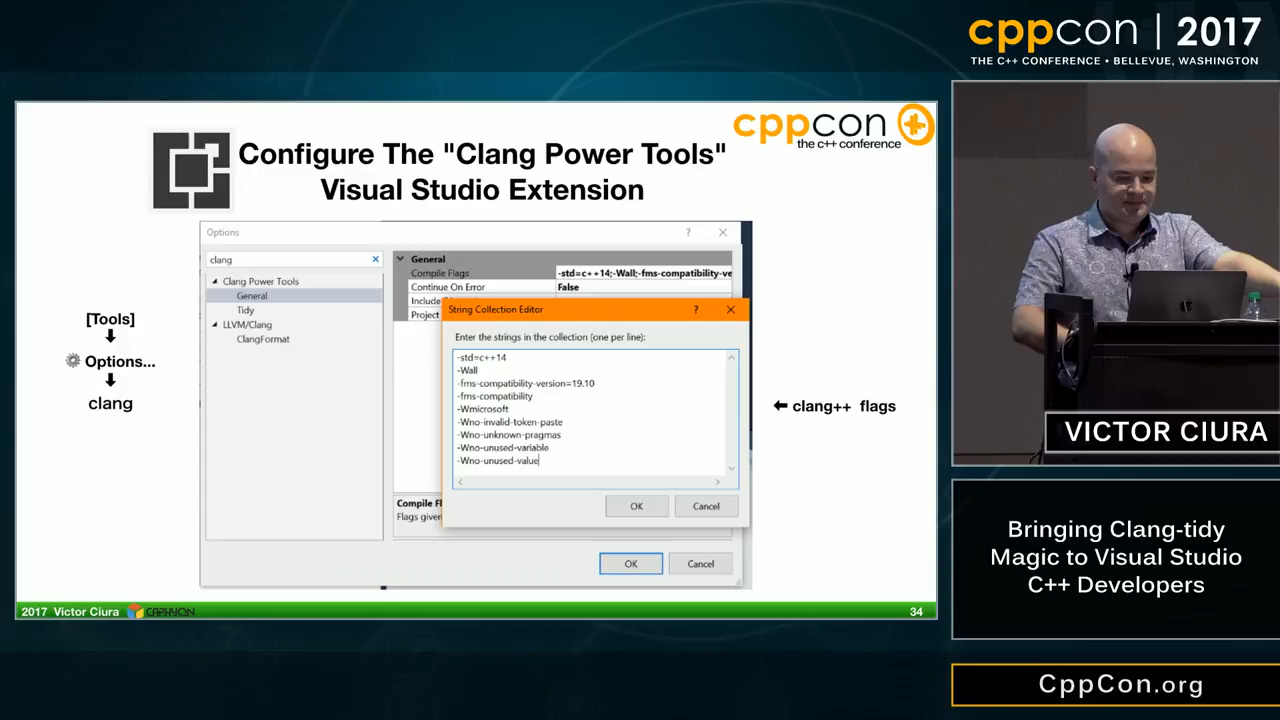 cppcon | 2017
THE C++ CONFERENCE • BELLEVUE, WASHINGTON
cppcon
the c++ conference
Configure The "Clang Power Tools"
Visual Studio Extension
Options
?
clang
Clang Power Tools
General
Tidy
LLVM/Clang
ClangFormat
General
Compile Flags -std=c++14;-Wall;-fms-compatibility-ve
Continue On Error False
Includ
Project
String Collection Editor
?
Enter the strings in the collection (one per line):
-std=c++14
-Wall
-fms-compatibility-version=19.10
-fms-compatibility
-Wmicrosoft
-Wno-invalid-token-paste
-Wno-unknown-pragmas
-Wno-unused-variable
-Wno-unused-value
OK Cancel
Compile Fl
Flags given
OK Cancel
[Tools]
Options...
clang
clang++ flags
2017 Victor Ciura CAPHYON 34
VICTOR CIURA
Bringing Clang-tidy
Magic to Visual Studio
C++ Developers
CppCon.org